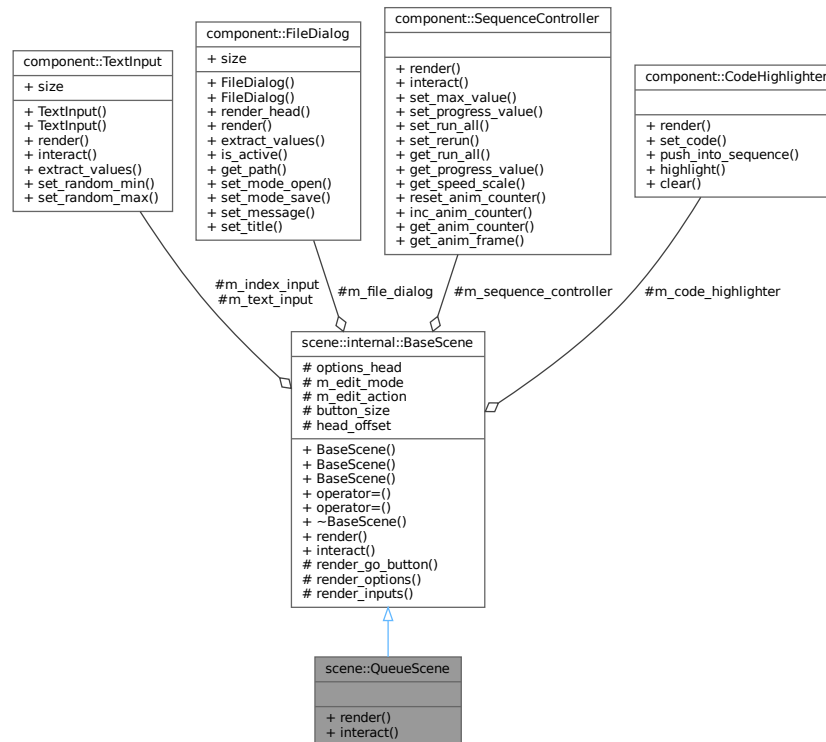 component::TextInput
+ size
+ TextInput()
+ TextInput()
+ render()
+ interact()
+ extract_values()
+ set_random_min()
+ set_random_max()
component::FileDialog
+ size
+ FileDialog()
+ FileDialog()
+ render_head()
+ render()
+ extract_values()
+ is_active()
+ get_path()
+ set_mode_open()
+ set_mode_save()
+ set_message()
+ set_title()
component::SequenceController
+ render()
+ interact()
+ set_max_value()
+ set_progress_value()
+ set_run_all()
+ set_rerun()
+ get_run_all()
+ get_progress_value()
+ get_speed_scale()
+ reset_anim_counter()
+ inc_anim_counter()
+ get_anim_counter()
+ get_anim_frame()
component::CodeHighlighter
+ render()
+ set_code()
+ push_into_sequence()
+ highlight()
+ clear()
#m_index_input
#m_text_input
#m_file_dialog
#m_sequence_controller
#m_code_highlighter
scene::internal::BaseScene
# options_head
# m_edit_mode
# m_edit_action
# button_size
# head_offset
+ BaseScene()
+ BaseScene()
+ BaseScene()
+ operator=()
+ operator=()
+ ~BaseScene()
+ render()
+ interact()
# render_go_button()
# render_options()
# render_inputs()
scene::QueueScene
+ render()
+ interact()